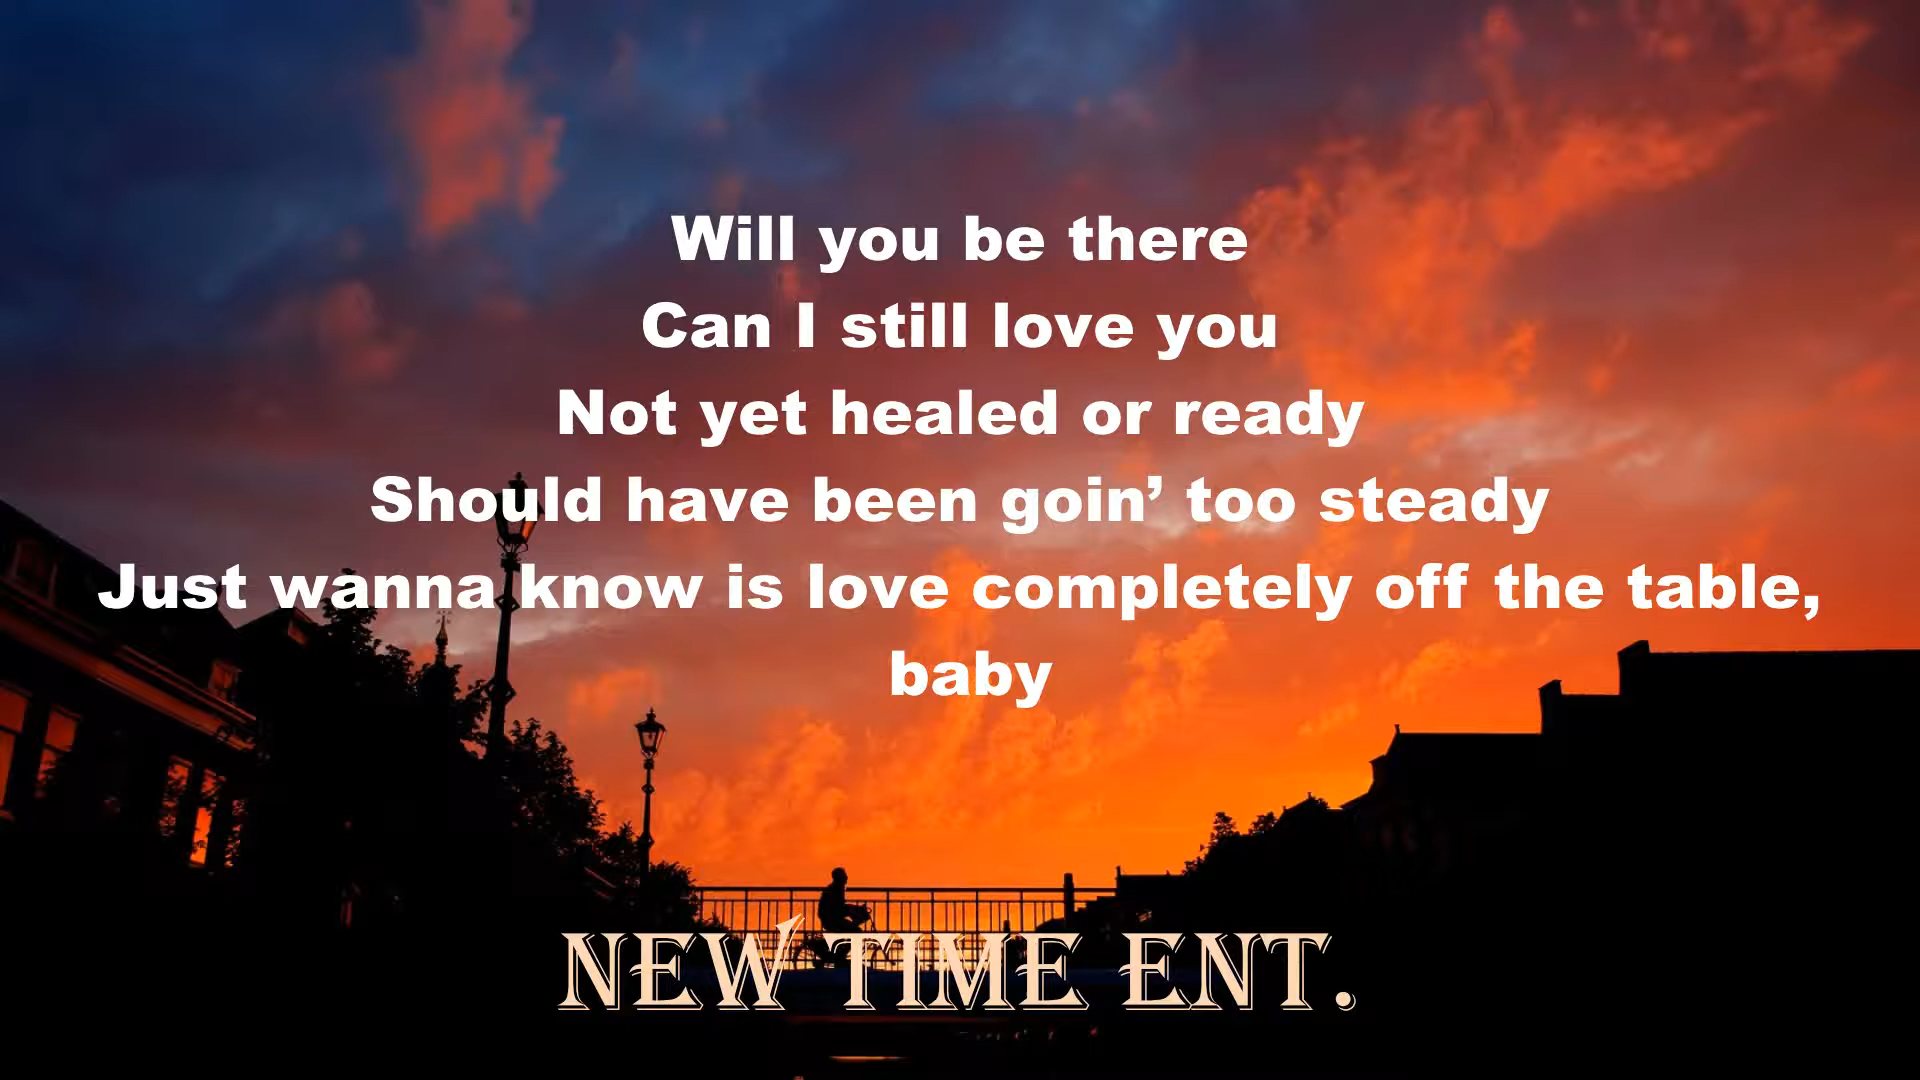 Will you be there
Can I still love you
Not yet healed or ready
Should have been goin’ too steady
Just wanna know is love completely off the table,
baby
NEW TIME ENT.